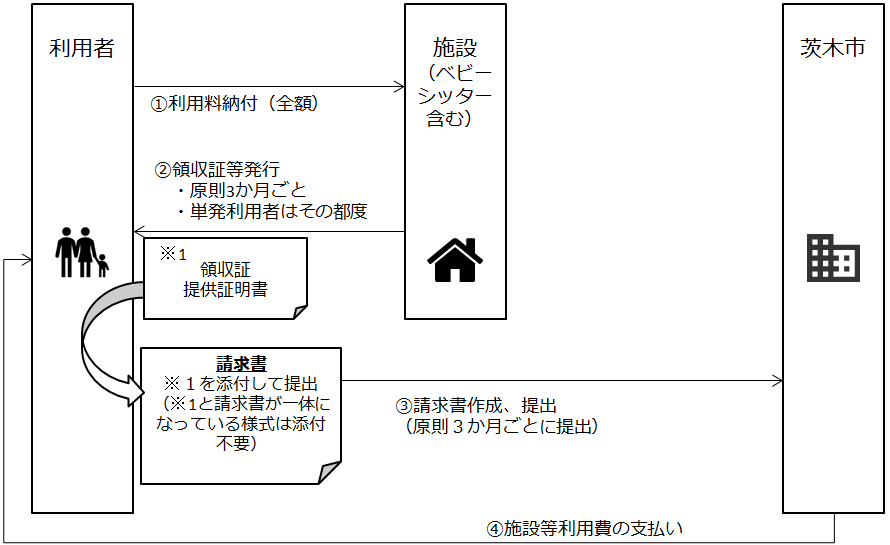 利用者
施設
（ベビー
シッター
含む）
茨木市
①利用料納付（全額）
②領収証等発行
・原則3か月ごと
・単発利用者はその都度
※1
領収証
提供証明書
請求書
※１を添付して提出
（※1と請求書が一体に
なっている様式は添付
不要）
③請求書作成、提出
（原則３か月ごとに提出）
④施設等利用費の支払い